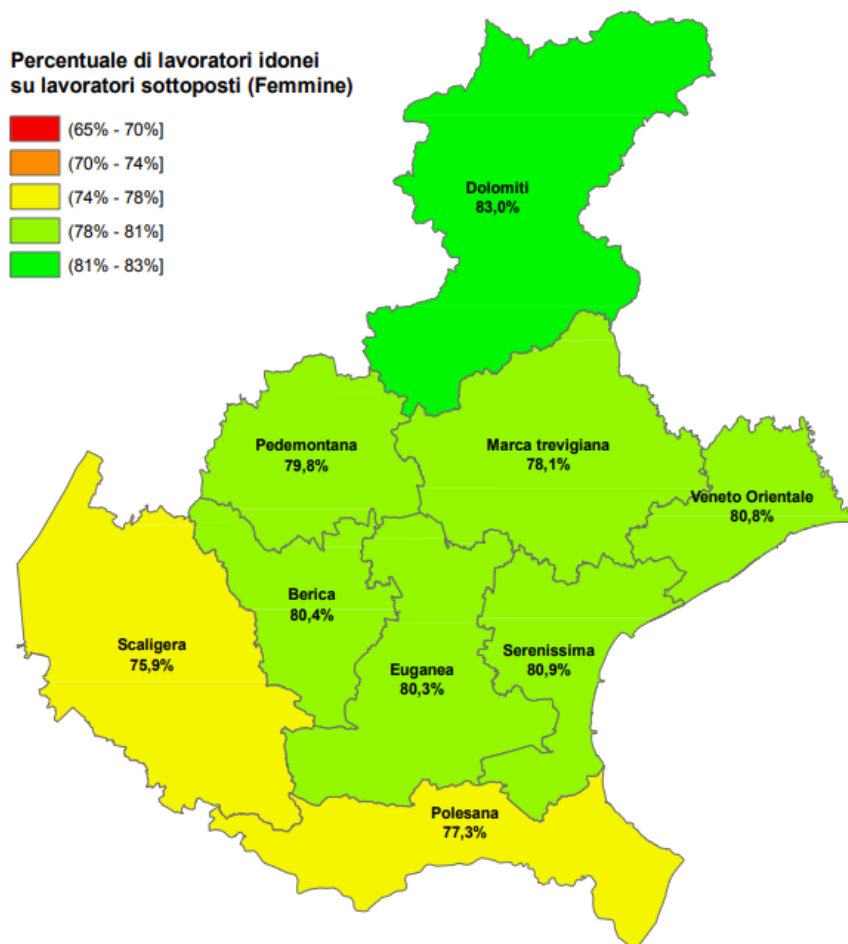 Percentuale di lavoratori idonei
su lavoratori sottoposti (Femmine)
(65% - 70%]
(70% - 74%]
(74% - 78%]
(78% - 81%]
(81% - 83%]
Dolomiti
83,0%
Pedemontana
79,8%
Marca trevigiana
78,1%
Veneto Orientale
80,8%
Berica
80,4%
Scaligera
75,9%
Euganea
80,3%
Serenissima
80,9%
Polesana
77,3%